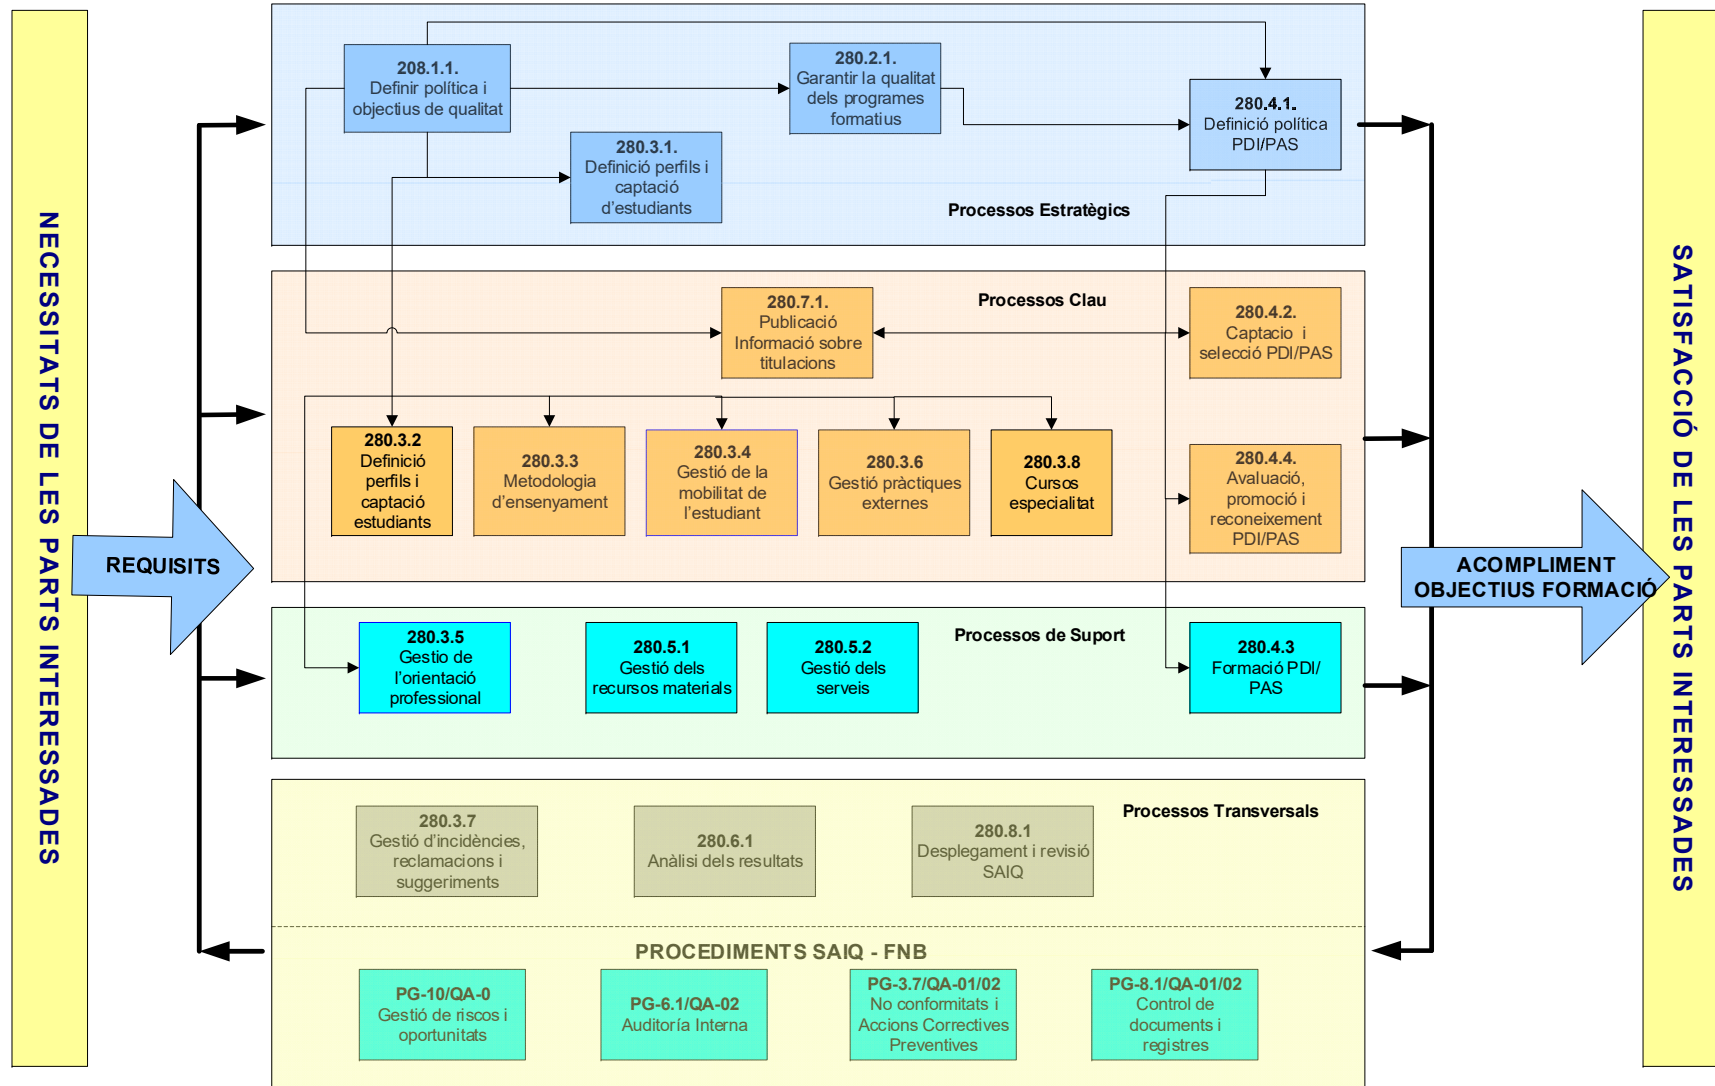 NECESSITATS DE LES PARTS INTERESSADES
REQUISITS
208.1.1.
Definir política i
objectius de qualitat
280.2.1.
Garantir la qualitat
dels programes
formatius
280.3.1.
Definició perfils i
captació
d'estudiants
280.4.1.
Definició política
PDI/PAS
Processos Estratègics
Processos Clau
280.7.1.
Publicació
Informació sobre
titulacions
280.4.2.
Captacio i
selecció PDI/PAS
280.3.2
Definició
perfils i
captació
estudiants
280.3.3
Metodologia
d'ensenyament
280.3.4
Gestió de la
mobilitat de
l'estudiant
280.3.6
Gestió pràctiques
externes
280.3.8
Cursos
especialitat
280.4.4.
Avaluació,
promoció i
reconeixement
PDI/PAS
Processos de Suport
280.3.5
Gestio de
l'orientació
professional
280.5.1
Gestió dels
recursos materials
280.5.2
Gestió dels
serveis
280.4.3
Formació PDI/
PAS
Processos Transversals
280.3.7
Gestió d'incidències,
reclamacions i
suggeriments
280.6.1
Anàlisi dels resultats
280.8.1
Desplegament i revisió
SAIQ
PROCEDIMENTS SAIQ - FNB
PG-10/QA-0
Gestió de riscos i
oportunitats
PG-6.1/QA-02
Auditoría Interna
PG-3.7/QA-01/02
No conformitats i
Accions Correctives
Preventives
PG-8.1/QA-01/02
Control de
documents i
registres
ACOMPLIMENT
OBJECTIUS FORMACIÓ
SATISFACCIÓ DE LES PARTS INTERESSADES